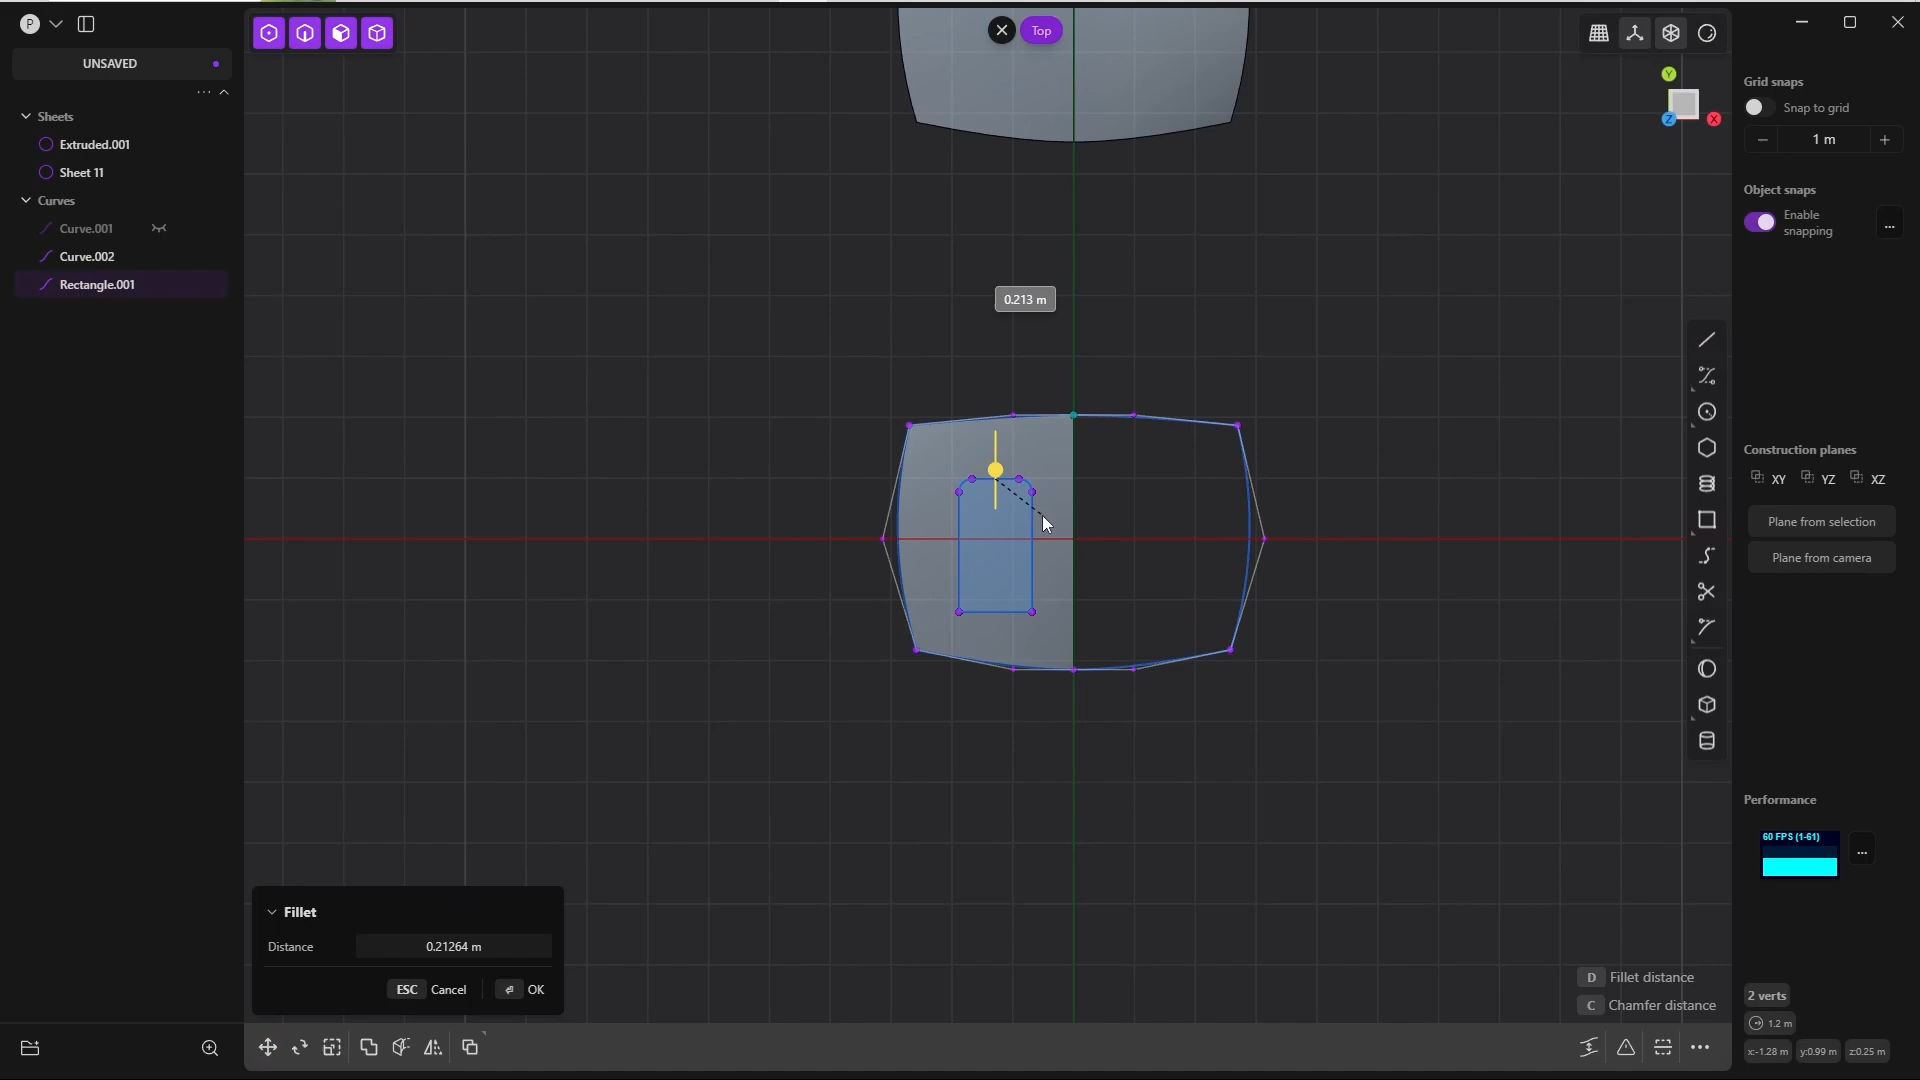 P
UNSAVED
Sheets
Extruded.001
Sheet 11
Curves
Curve.001
Curve.002
Rectangle.001
Top
0.213 m
Fillet
Distance
0.21264 m
ESC Cancel
OK
D Fillet distance
C Chamfer distance
Y
Z
X
Grid snaps
Snap to grid
1 m
Object snaps
Enable
snapping
...
Construction planes
XY YZ XZ
Plane from selection
Plane from camera
Performance
60 FPS (1-61)
...
2 verts
1.2 m
x:-1.28 m y:0.99 m z:0.25 m